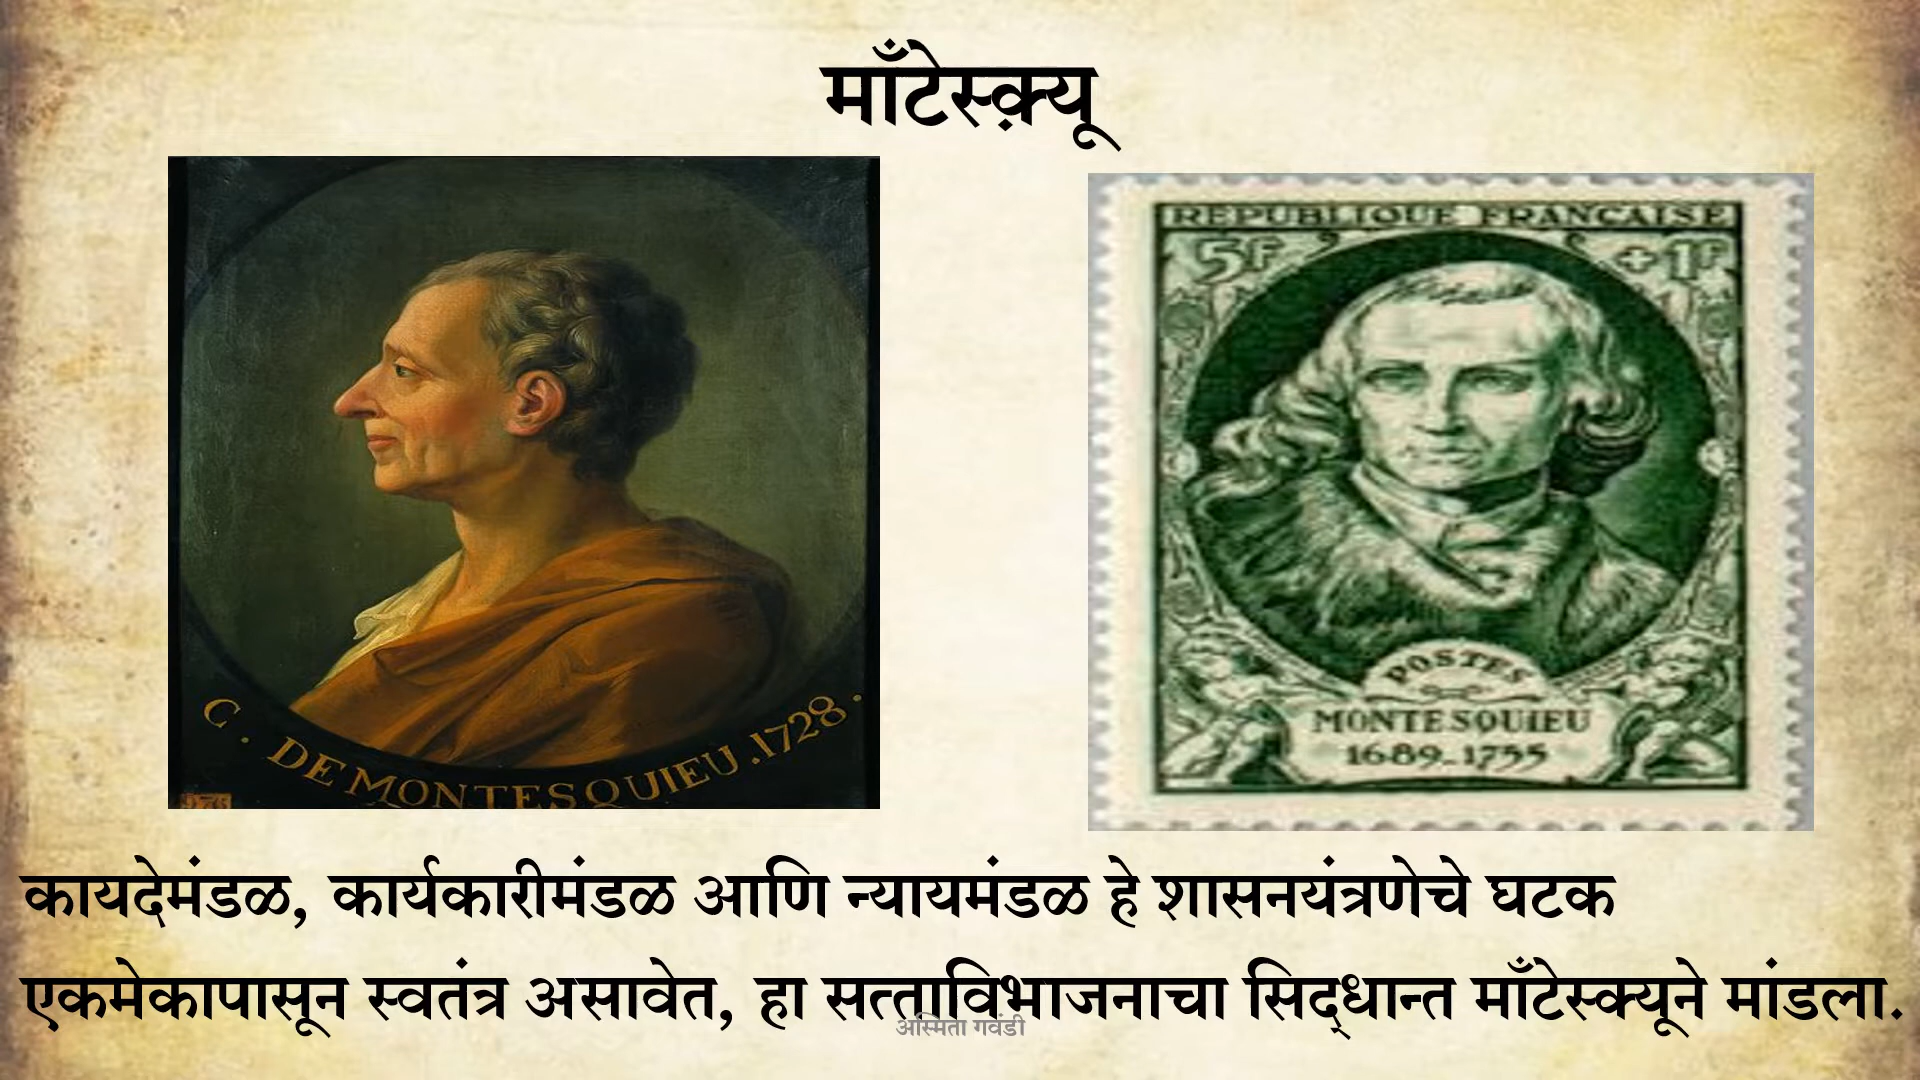 माँटेस्क़्यू
C. DE MONTESQUIEU. 1728.
REPUBLIQUE FRANÇAISE
5F +1F
POSTES
MONTESQUIEU
1689-1755
कायदेमंडळ, कार्यकारीमंडळ आणि न्यायमंडळ हे शासनयंत्रणेचे घटक
एकमेकापासून स्वतंत्र असावेत, हा सत्ताविभाजनाचा सिद्धान्त माँटेस्क्यूने मांडला.
अस्मिता गवंडी